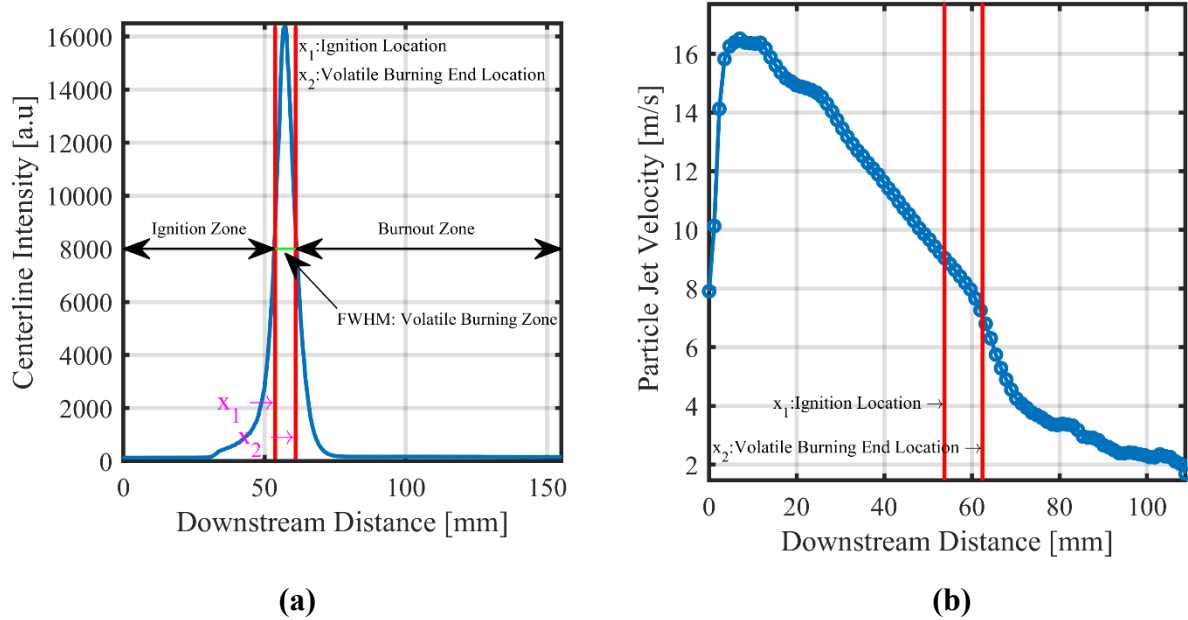 16000
14000
12000
10000
8000
6000
4000
2000
0
Centerline Intensity [a.u]
x1:Ignition Location
x2:Volatile Burning End Location
Ignition Zone
Burnout Zone
FWHM: Volatile Burning Zone
x1
x2
0 50 100 150
Downstream Distance [mm]
(a)
16
14
12
10
8
6
4
2
Particle Jet Velocity [m/s]
x1:Ignition Location
x2:Volatile Burning End Location
0 20 40 60 80 100
Downstream Distance [mm]
(b)